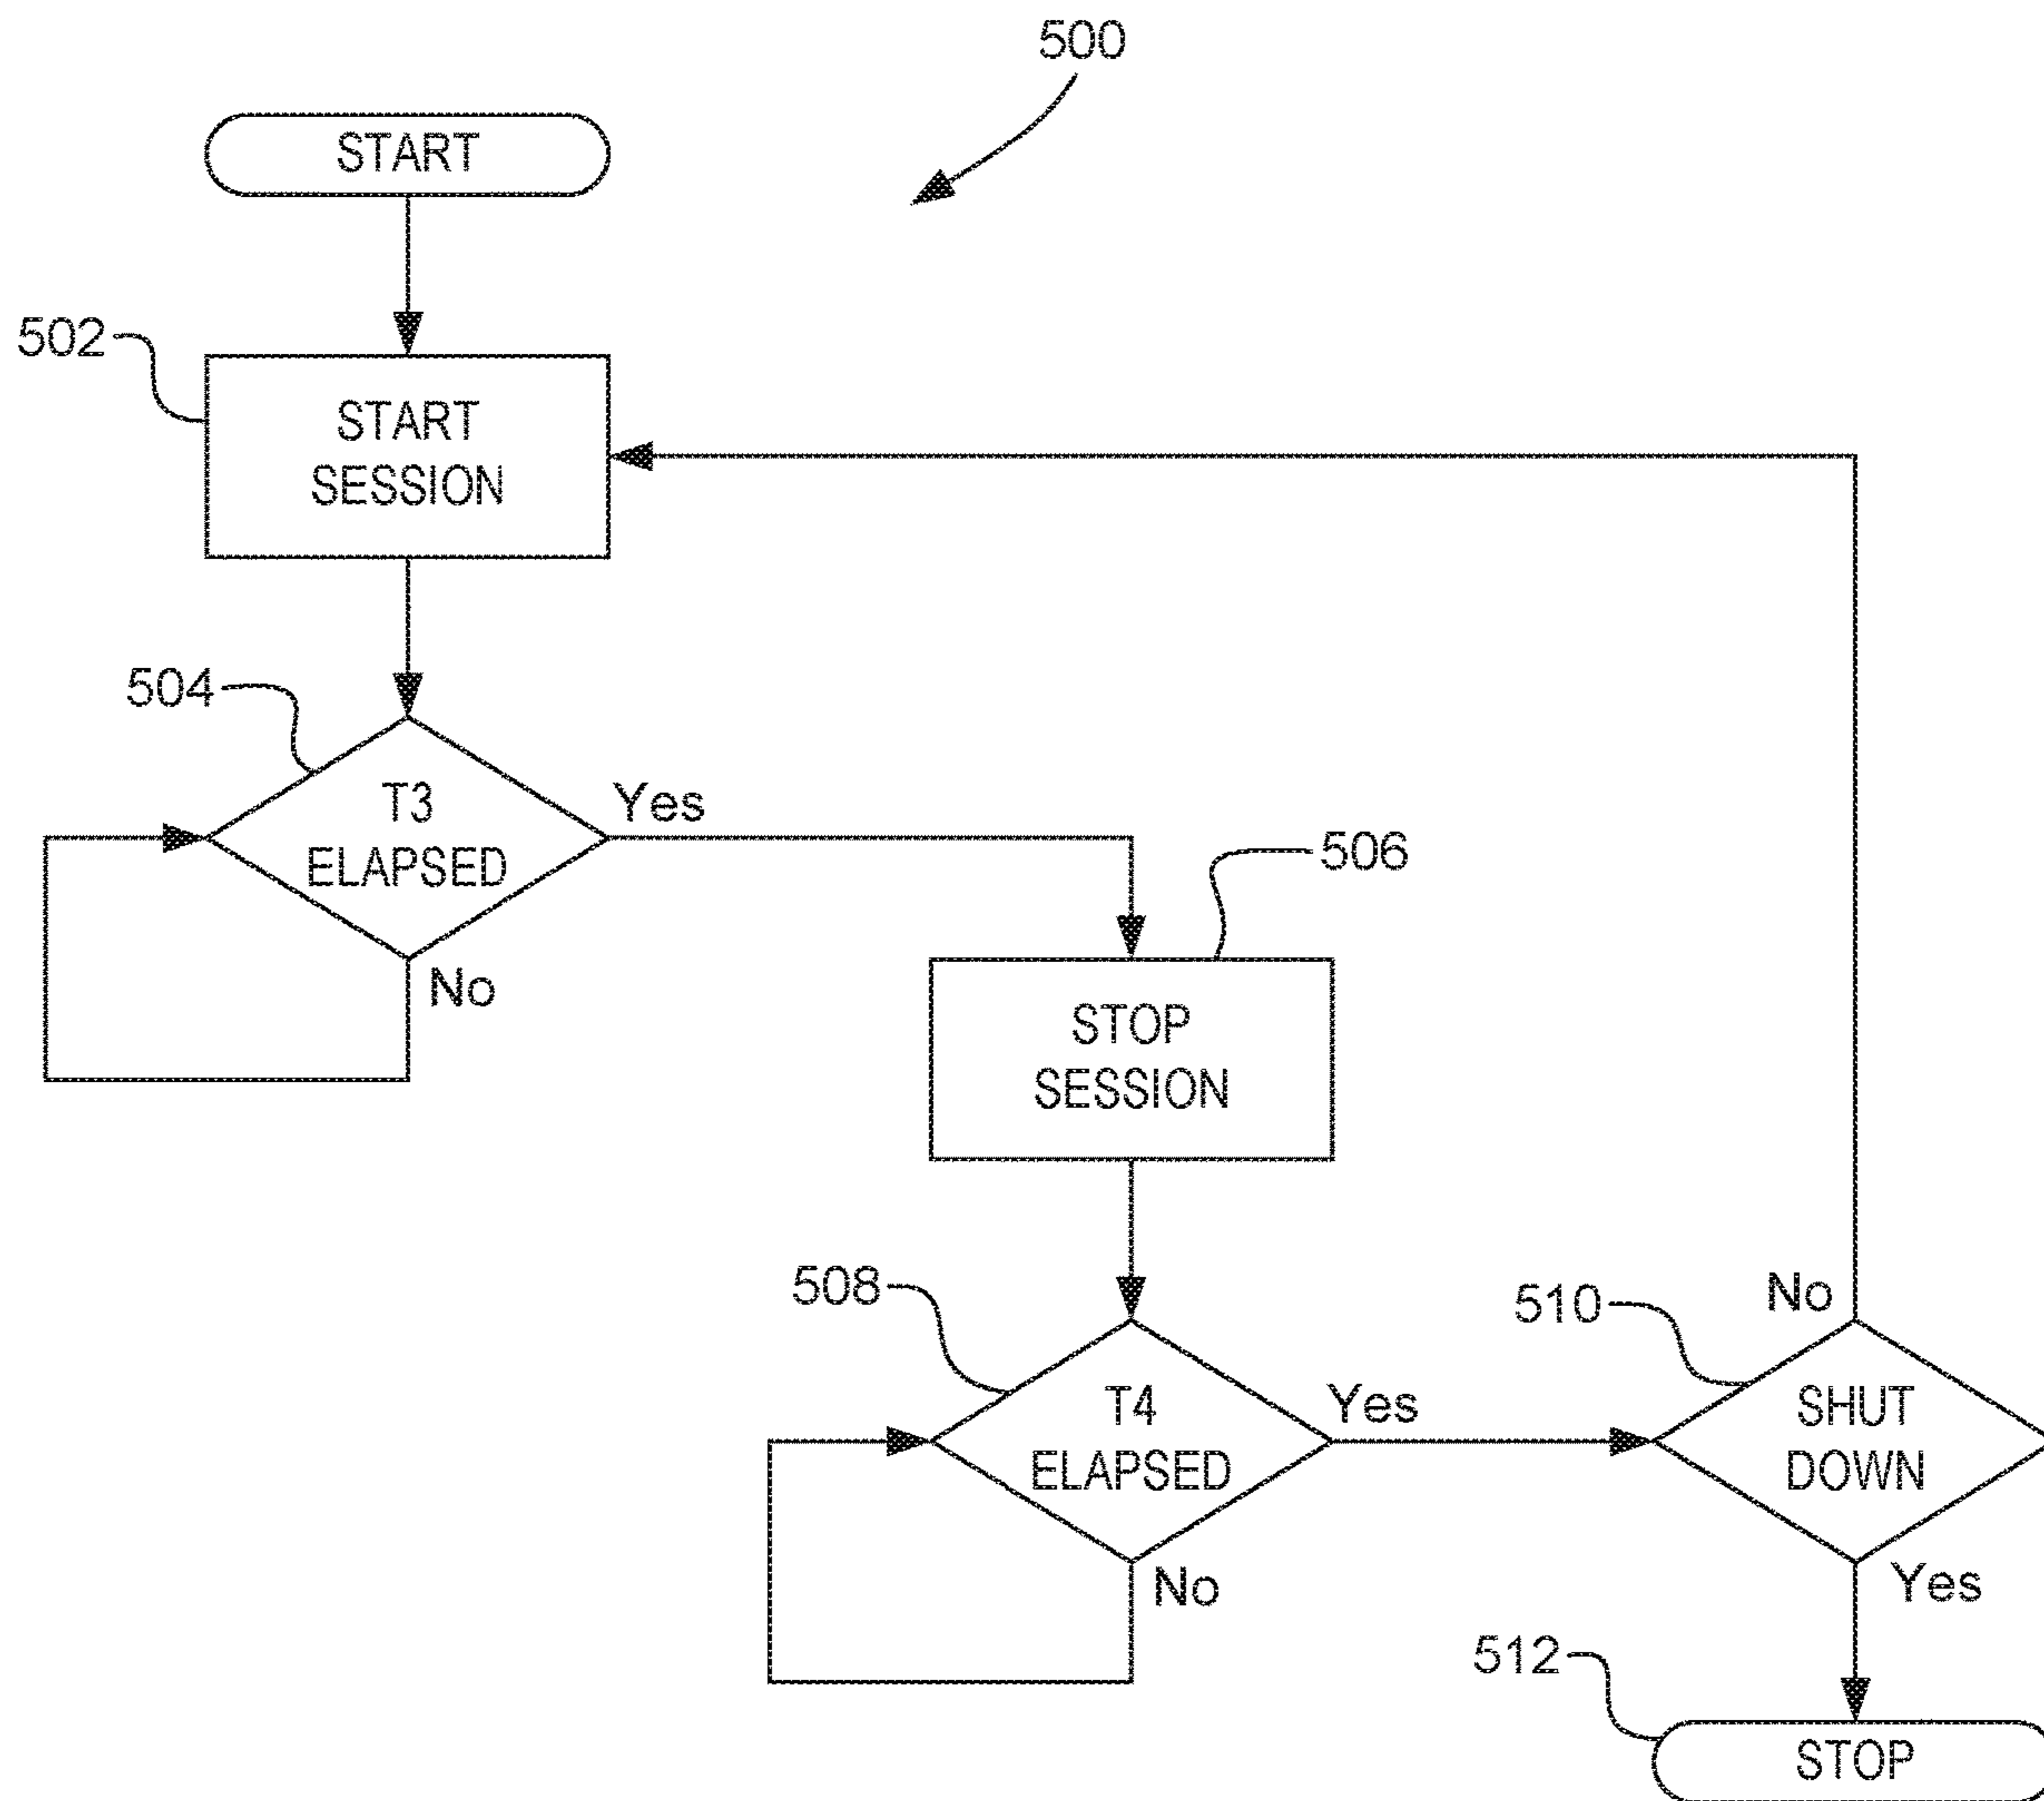 500
START
502
START
SESSION
504
T3
ELAPSED
Yes
No
506
STOP
SESSION
508
T4
ELAPSED
Yes
No
510
No
SHUT
DOWN
Yes
512
STOP